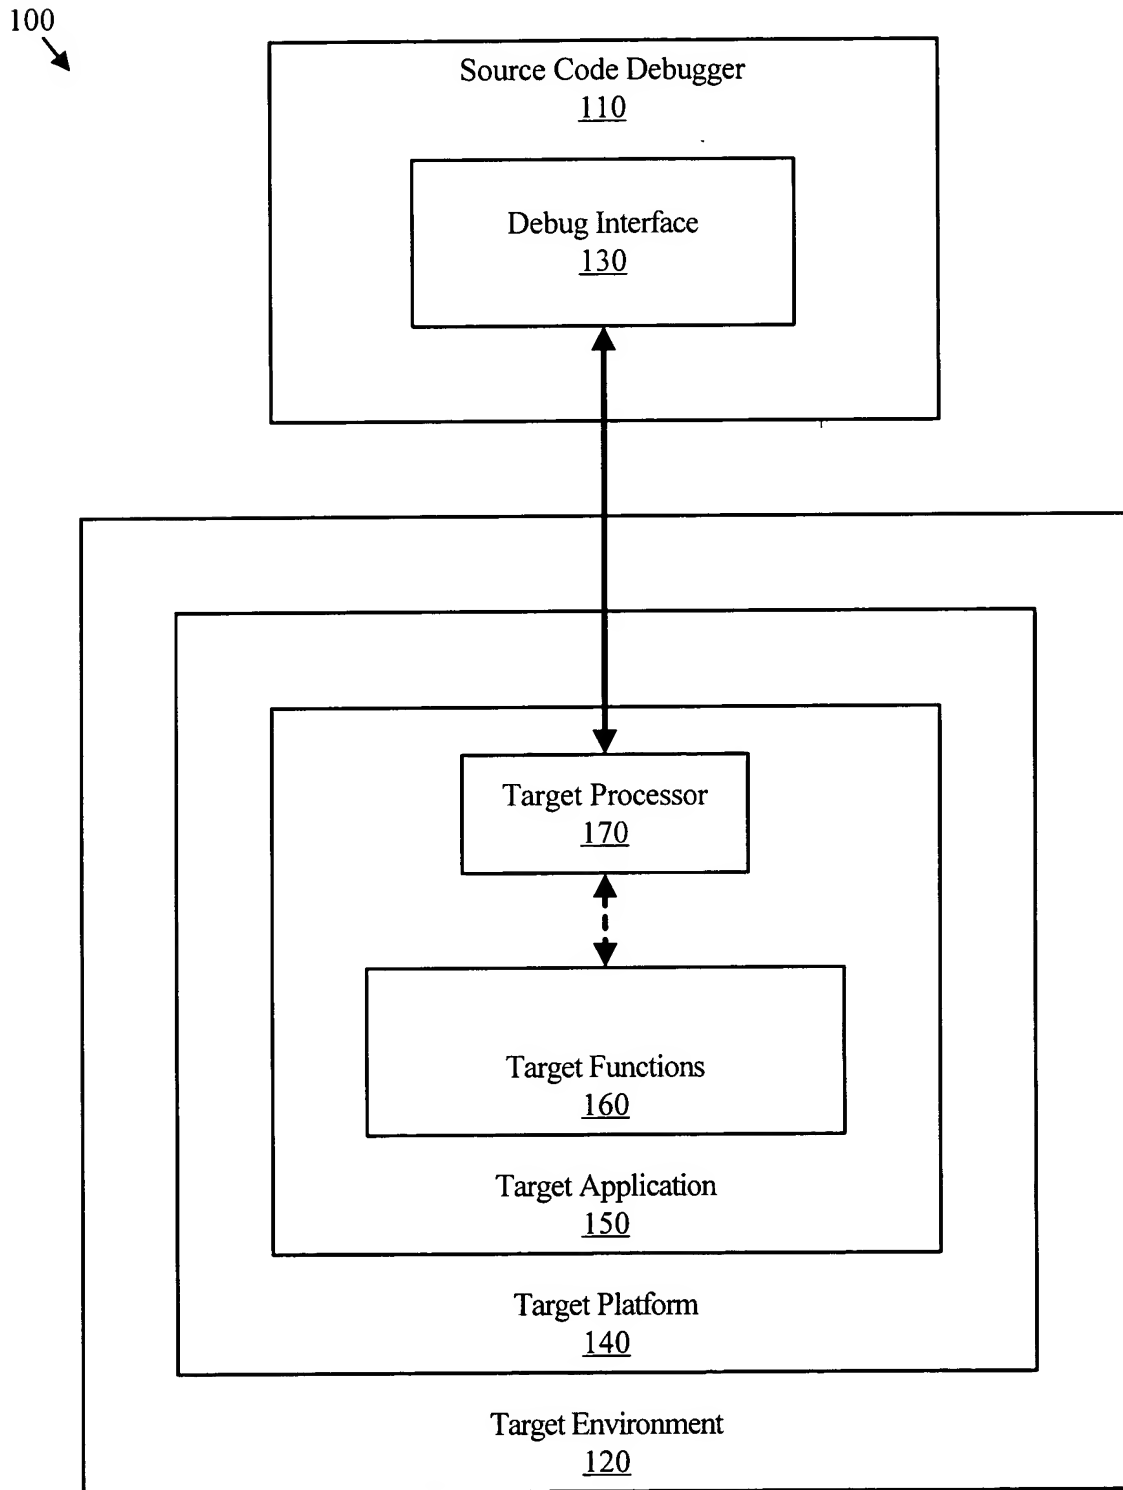 100
Source Code Debugger
110
Debug Interface
130
Target Processor
170
Target Functions
160
Target Application
150
Target Platform
140
Target Environment
120